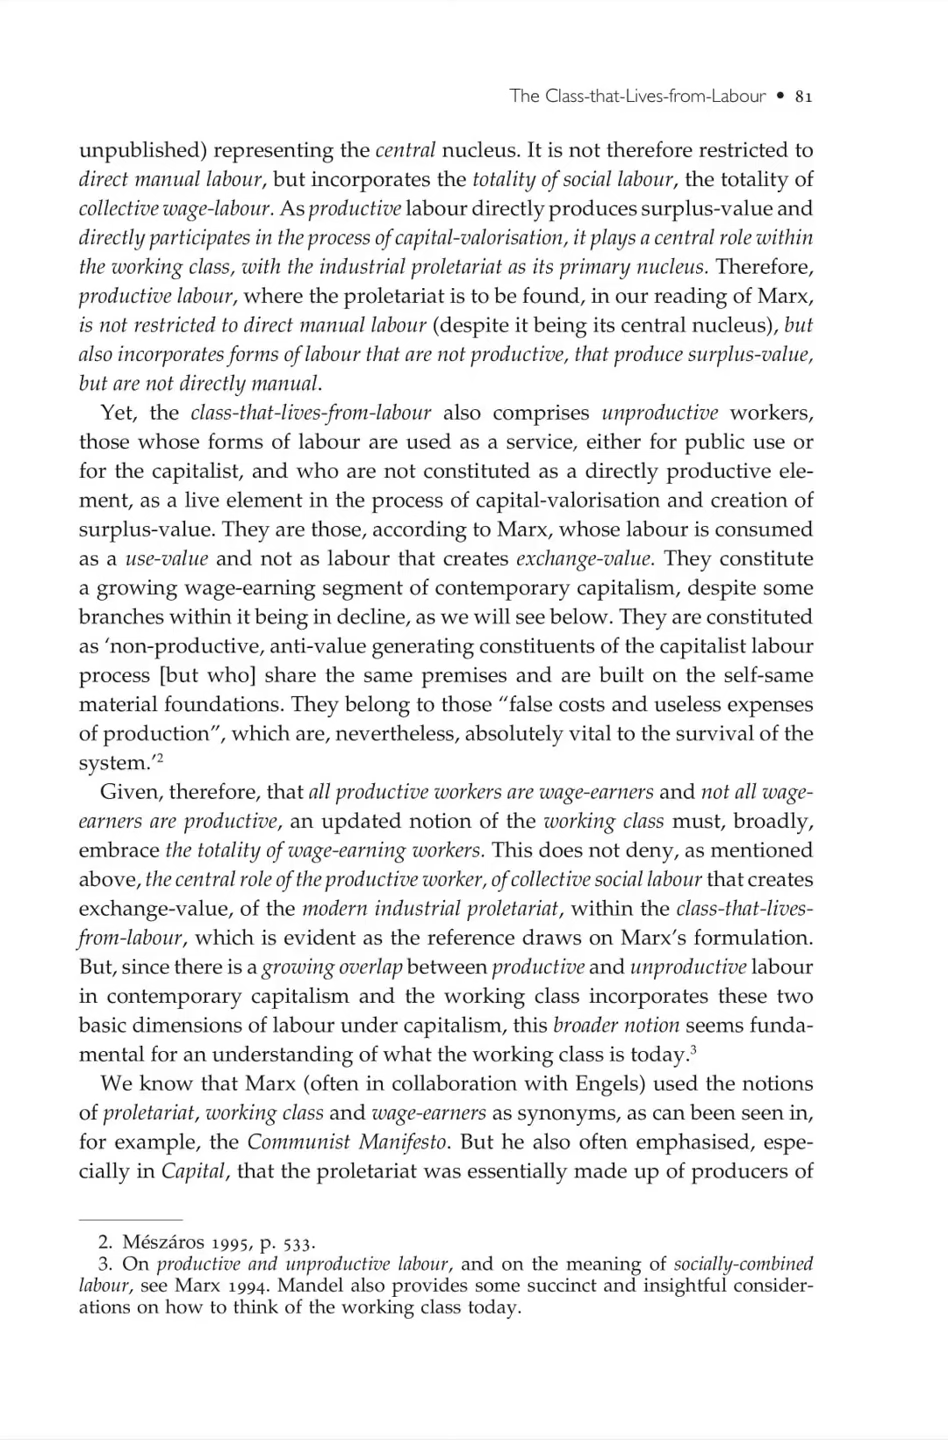 The Class-that-Lives-from-Labour • 81
unpublished) representing the central nucleus. It is not therefore restricted to
direct manual labour, but incorporates the totality of social labour, the totality of
collective wage-labour. As productive labour directly produces surplus-value and
directly participates in the process of capital-valorisation, it plays a central role within
the working class, with the industrial proletariat as its primary nucleus. Therefore,
productive labour, where the proletariat is to be found, in our reading of Marx,
is not restricted to direct manual labour (despite it being its central nucleus), but
also incorporates forms of labour that are not productive, that produce surplus-value,
but are not directly manual.
Yet, the class-that-lives-from-labour also comprises unproductive workers,
those whose forms of labour are used as a service, either for public use or
for the capitalist, and who are not constituted as a directly productive ele-
ment, as a live element in the process of capital-valorisation and creation of
surplus-value. They are those, according to Marx, whose labour is consumed
as a use-value and not as labour that creates exchange-value. They constitute
a growing wage-earning segment of contemporary capitalism, despite some
branches within it being in decline, as we will see below. They are constituted
as ‘non-productive, anti-value generating constituents of the capitalist labour
process [but who] share the same premises and are built on the self-same
material foundations. They belong to those “false costs and useless expenses
of production”, which are, nevertheless, absolutely vital to the survival of the
system.’2
Given, therefore, that all productive workers are wage-earners and not all wage-
earners are productive, an updated notion of the working class must, broadly,
embrace the totality of wage-earning workers. This does not deny, as mentioned
above, the central role of the productive worker, of collective social labour that creates
exchange-value, of the modern industrial proletariat, within the class-that-lives-
from-labour, which is evident as the reference draws on Marx’s formulation.
But, since there is a growing overlap between productive and unproductive labour
in contemporary capitalism and the working class incorporates these two
basic dimensions of labour under capitalism, this broader notion seems funda-
mental for an understanding of what the working class is today.3
We know that Marx (often in collaboration with Engels) used the notions
of proletariat, working class and wage-earners as synonyms, as can been seen in,
for example, the Communist Manifesto. But he also often emphasised, espe-
cially in Capital, that the proletariat was essentially made up of producers of
2. Mészáros 1995, p. 533.
3. On productive and unproductive labour, and on the meaning of socially-combined
labour, see Marx 1994. Mandel also provides some succinct and insightful consider-
ations on how to think of the working class today.